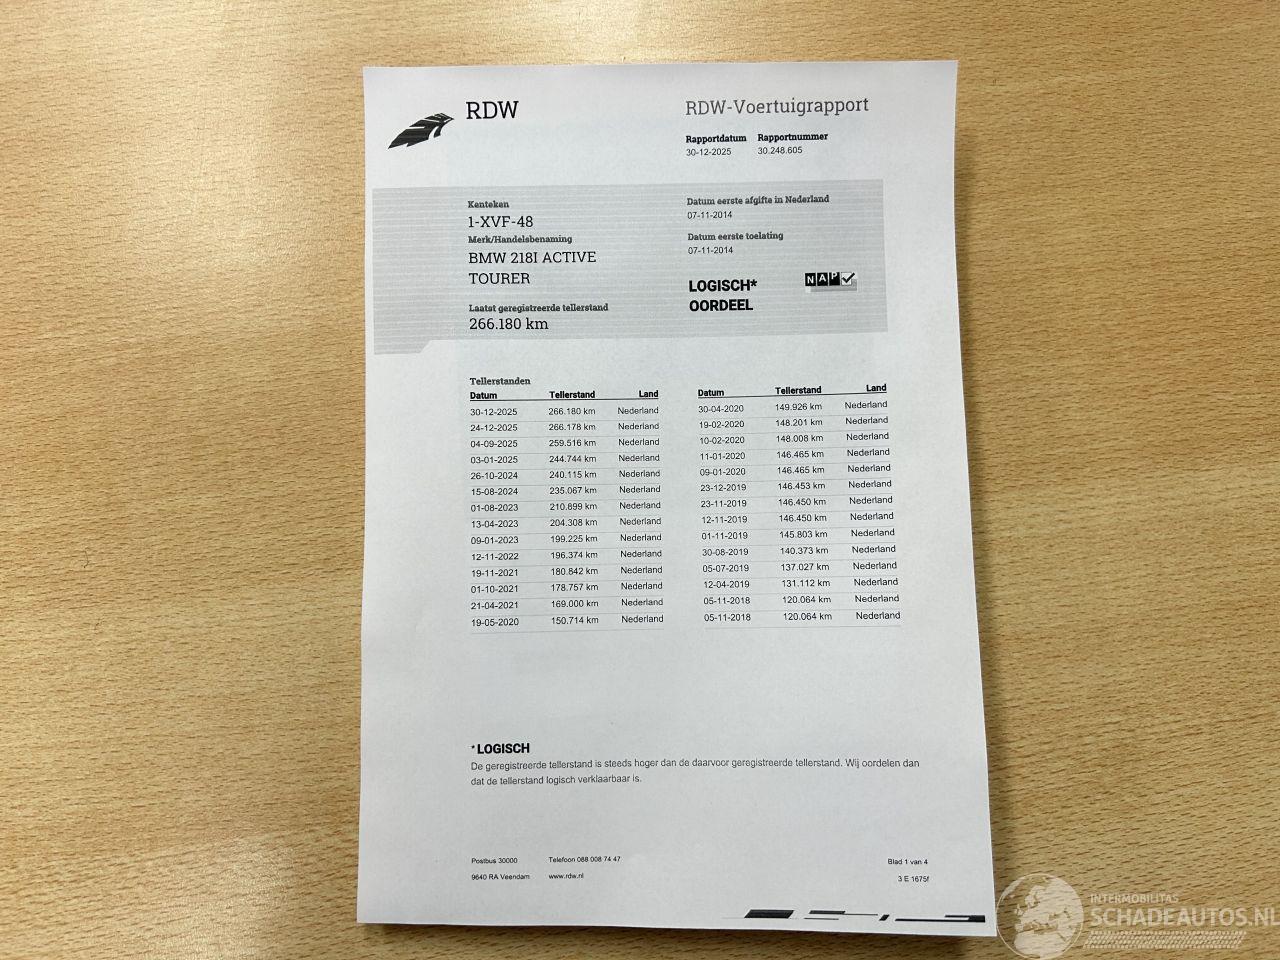 RDW
RDW-Voertuigrapport
Rapportdatum Rapportnummer
30-12-2025 30.248.605
Kenteken
1-XVF-48
Merk/Handelsbenaming
BMW 218I ACTIVE
TOURER
Laatst geregistreerde tellerstand
266.180 km
Datum eerste afgifte in Nederland
07-11-2014
Datum eerste toelating
07-11-2014
LOGISCH*
OORDEEL
NAP
Tellerstanden
Datum Tellerstand Land
30-12-2025 266.180 km Nederland
24-12-2025 266.178 km Nederland
04-09-2025 259.516 km Nederland
03-01-2025 244.744 km Nederland
26-10-2024 240.115 km Nederland
15-08-2024 235.067 km Nederland
01-08-2023 210.899 km Nederland
13-04-2023 204.308 km Nederland
09-01-2023 199.225 km Nederland
12-11-2022 196.374 km Nederland
19-11-2021 180.842 km Nederland
01-10-2021 178.757 km Nederland
21-04-2021 169.000 km Nederland
19-05-2020 150.714 km Nederland
Datum Tellerstand Land
30-04-2020 149.926 km Nederland
19-02-2020 148.201 km Nederland
10-02-2020 148.008 km Nederland
11-01-2020 146.465 km Nederland
09-01-2020 146.465 km Nederland
23-12-2019 146.453 km Nederland
23-11-2019 146.450 km Nederland
12-11-2019 146.450 km Nederland
01-11-2019 145.803 km Nederland
30-08-2019 140.373 km Nederland
05-07-2019 137.027 km Nederland
12-04-2019 131.112 km Nederland
05-11-2018 120.064 km Nederland
05-11-2018 120.064 km Nederland
* LOGISCH
De geregistreerde tellerstand is steeds hoger dan de daarvoor geregistreerde tellerstand. Wij oordelen dan
dat de tellerstand logisch verklaarbaar is.
Postbus 30000 Telefoon 088 008 74 47
9640 RA Veendam www.rdw.nl
Blad 1 van 4
3 E 1675f
INTERMOBILITAS
SCHADEAUTOS.NL